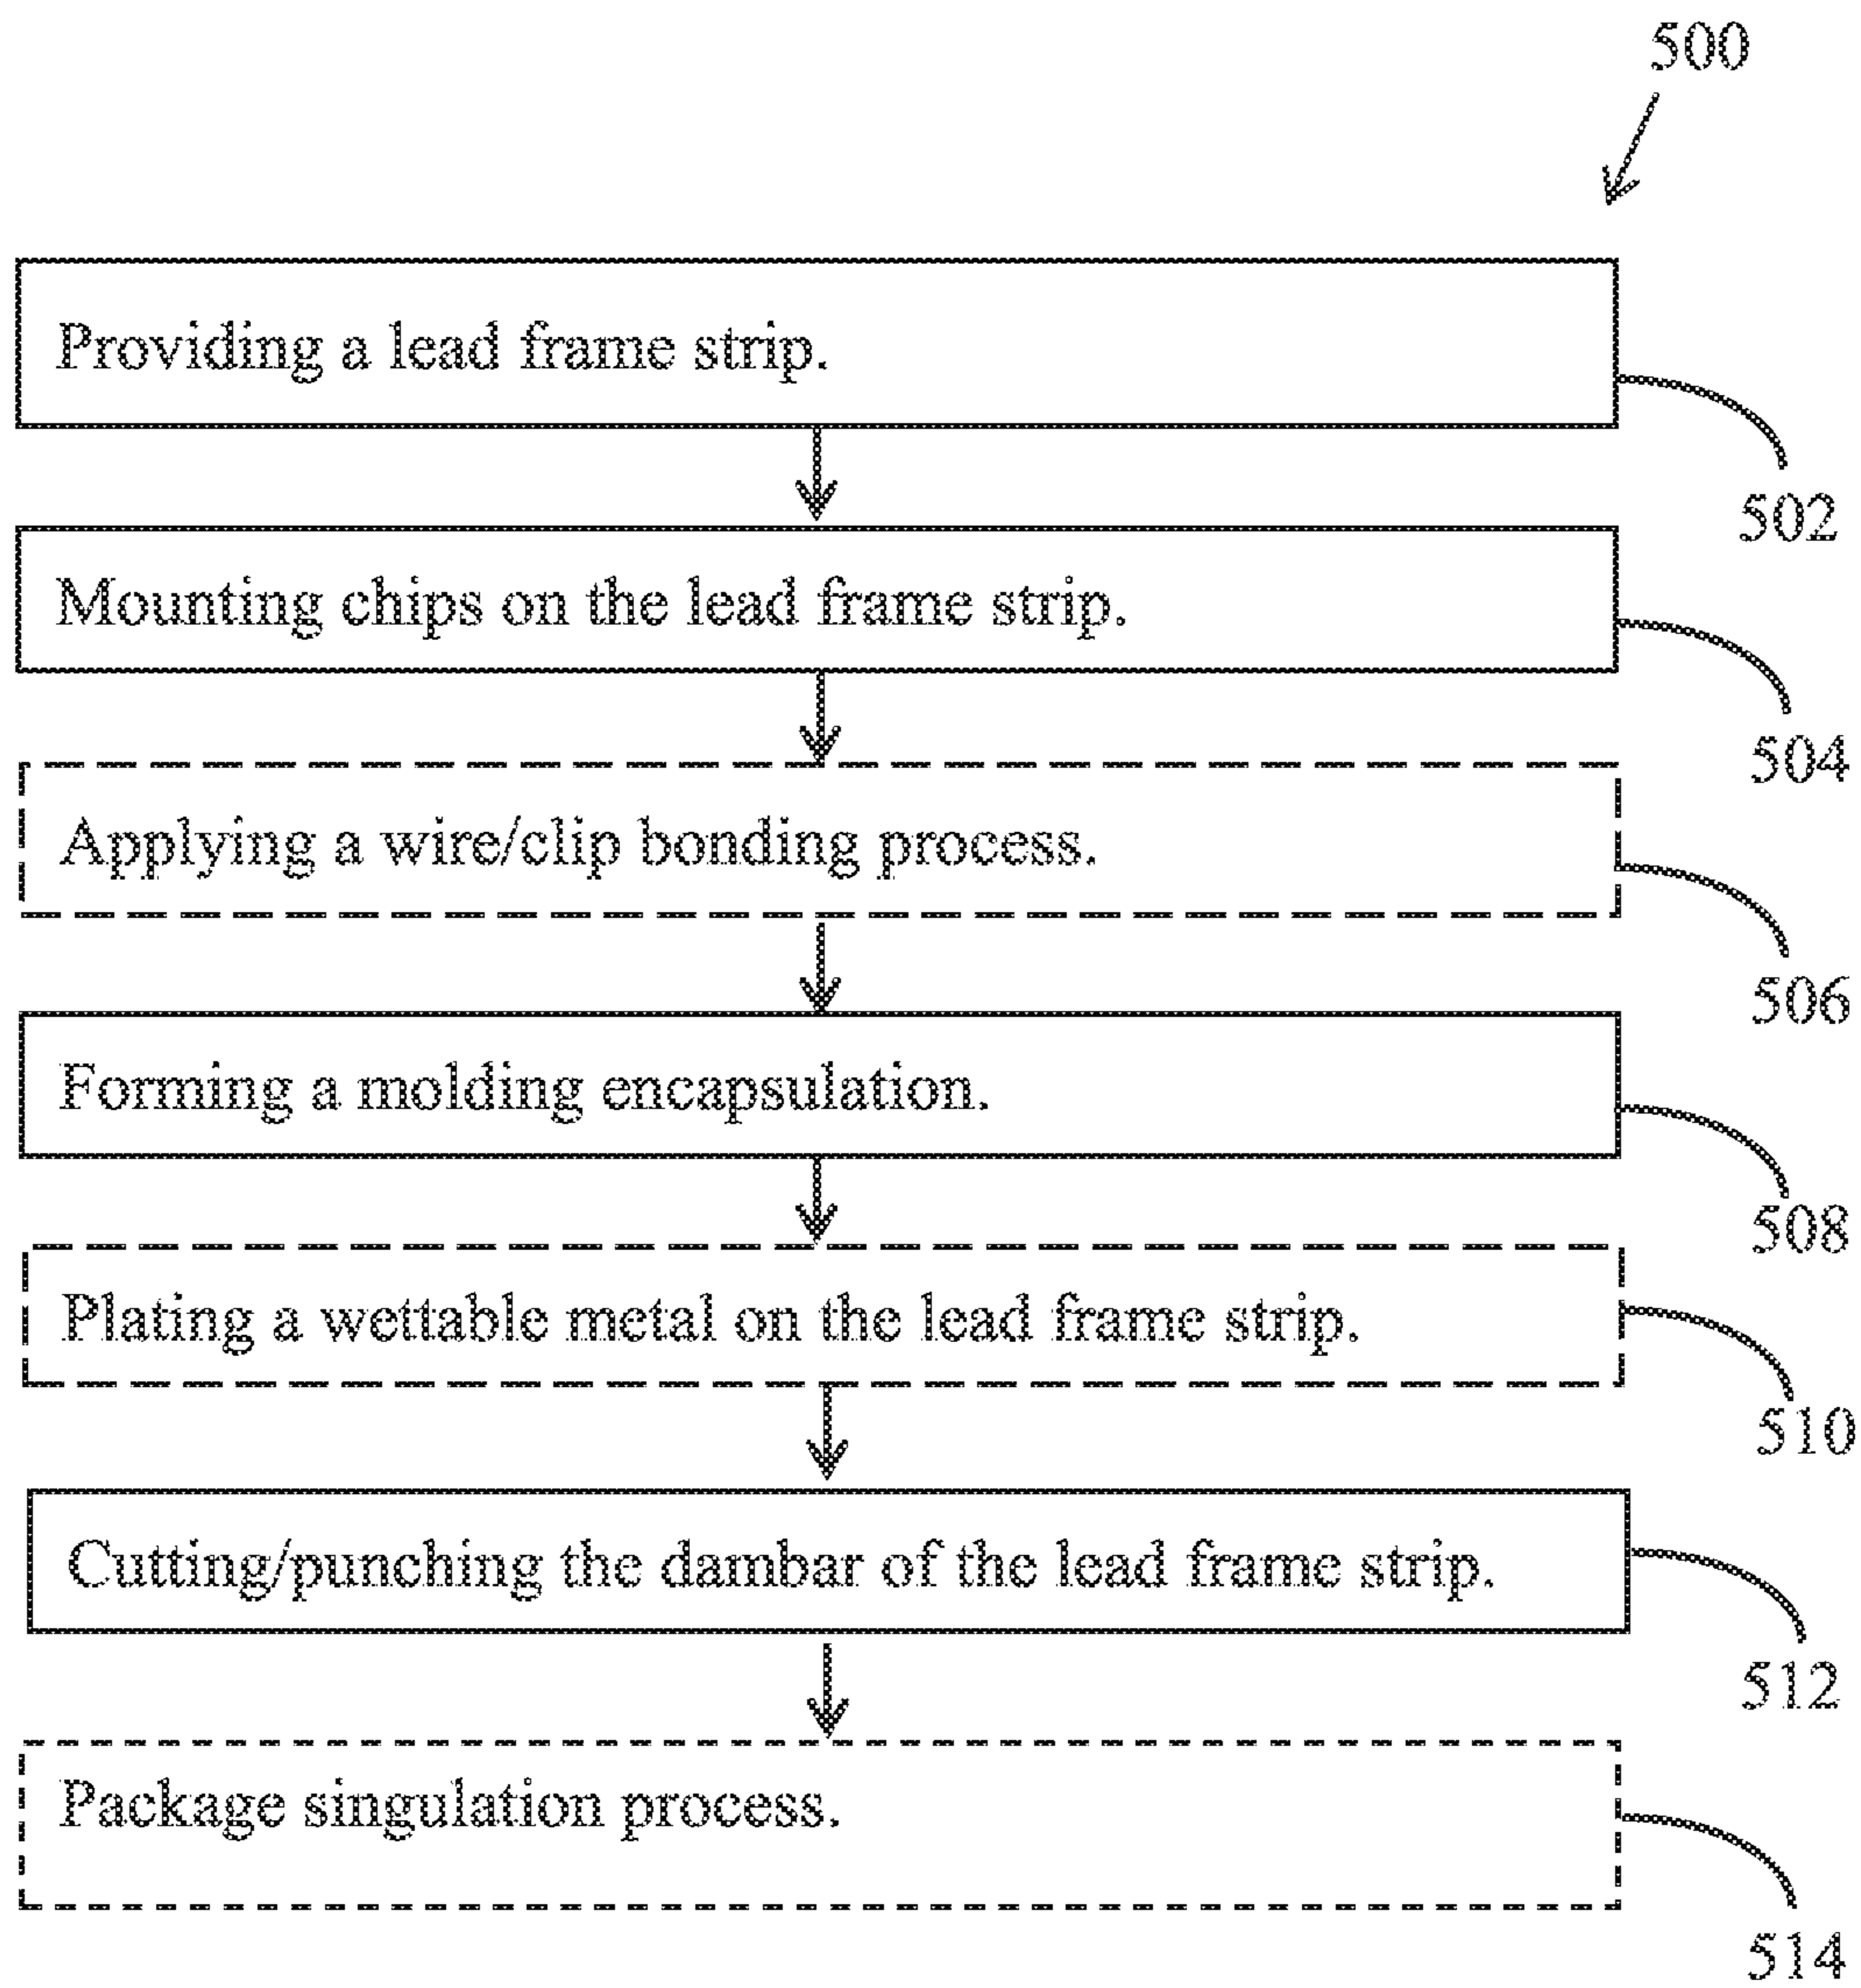 500
Providing a lead frame strip.
502
Mounting chips on the lead frame strip.
504
Applying a wire/clip bonding process.
506
Forming a molding encapsulation.
508
Plating a wettable metal on the lead frame strip.
510
Cutting/punching the dambar of the lead frame strip.
512
Package singulation process.
514